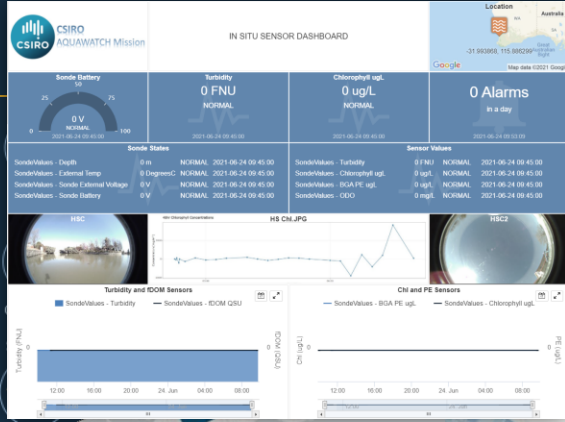 CSIRO
CSIRO
AQUAWATCH Mission
IN SITU SENSOR DASHBOARD
Location
WA
Australia
Google
Map data ©2021 Google
Sonde Battery
50
25
75
0
100
0 V
NORMAL
2021-06-24 09:45:00
Turbidity
0 FNU
NORMAL
2021-06-24 09:45:00
Chlorophyll ugL
0 ug/L
NORMAL
2021-06-24 09:45:00
0 Alarms
in a day
Sonde States
SondeValues - Depth 0 m NORMAL 2021-06-24 09:45:00
SondeValues - External Temp 0 DegreesC NORMAL 2021-06-24 09:45:00
SondeValues - Sonde External Voltage 0 V NORMAL 2021-06-24 09:45:00
SondeValues - Sonde Battery 0 V NORMAL 2021-06-24 09:45:00
Sensor Values
SondeValues - Turbidity 0 FNU NORMAL 2021-06-24 09:45:00
SondeValues - Chlorophyll ugL 0 ug/L NORMAL 2021-06-24 09:45:00
SondeValues - BGA PE ugL 0 ug/L NORMAL 2021-06-24 09:45:00
SondeValues - ODO 0 mg/L NORMAL 2021-06-24 09:45:00
HSC
HS Chl.JPG
HSC2
Turbidity and fDOM Sensors
SondeValues - Turbidity SondeValues - fDOM QSU
Turbidity (FNU)
0
0
fDOM (QSU)
12:00 16:00 20:00 24. Jun 04:00 08:00
Chl and PE Sensors
SondeValues - BGA PE ugL SondeValues - Chlorophyll ugL
Chl (ug/L)
0
0
PE (ug/L)
12:00 16:00 20:00 24. Jun 04:00 08:00